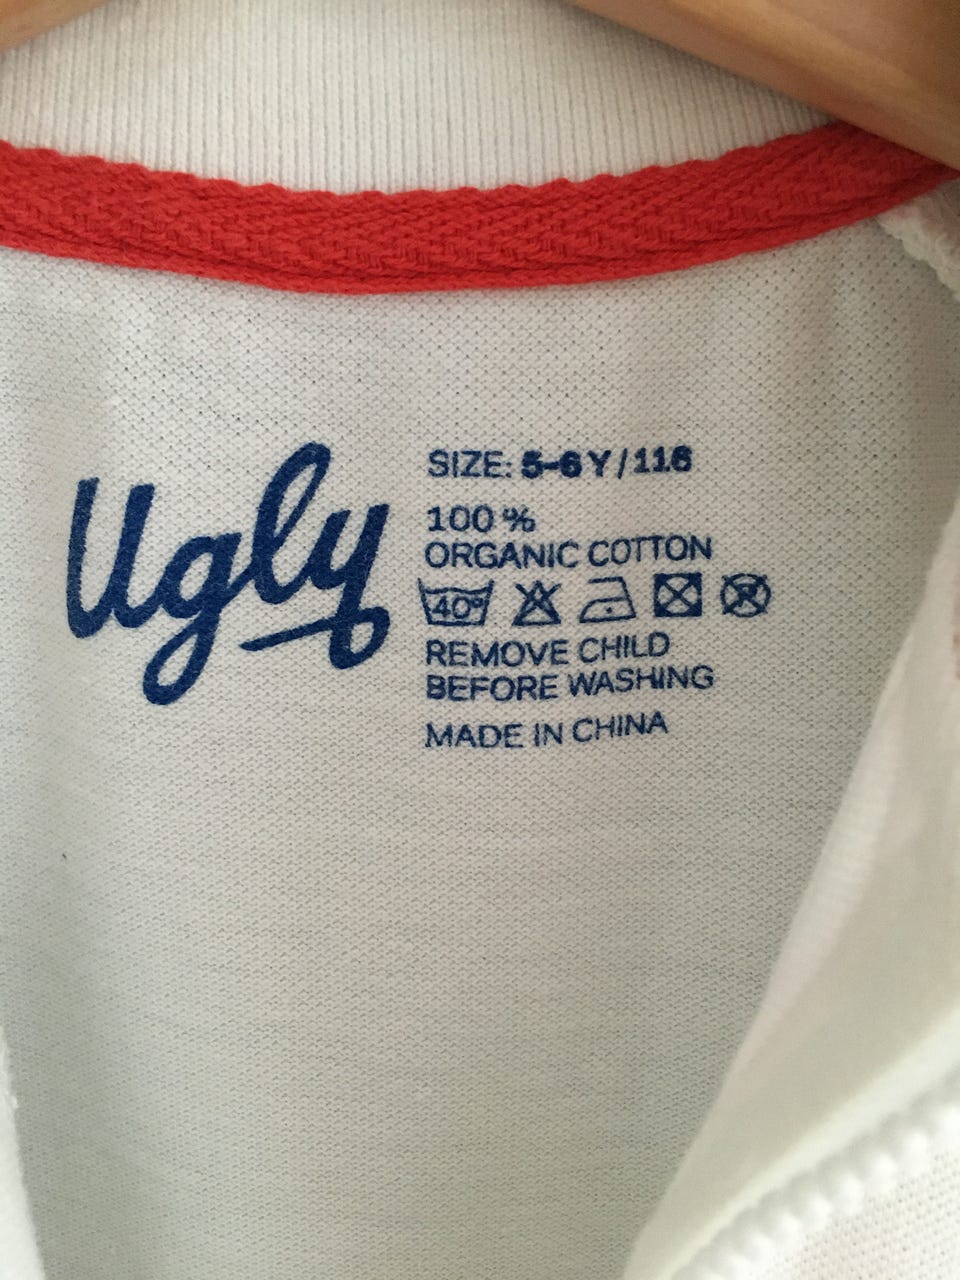 Ugly
SIZE: 5-6 Y/116
100 %
ORGANIC COTTON
40°
REMOVE CHILD
BEFORE WASHING
MADE IN CHINA